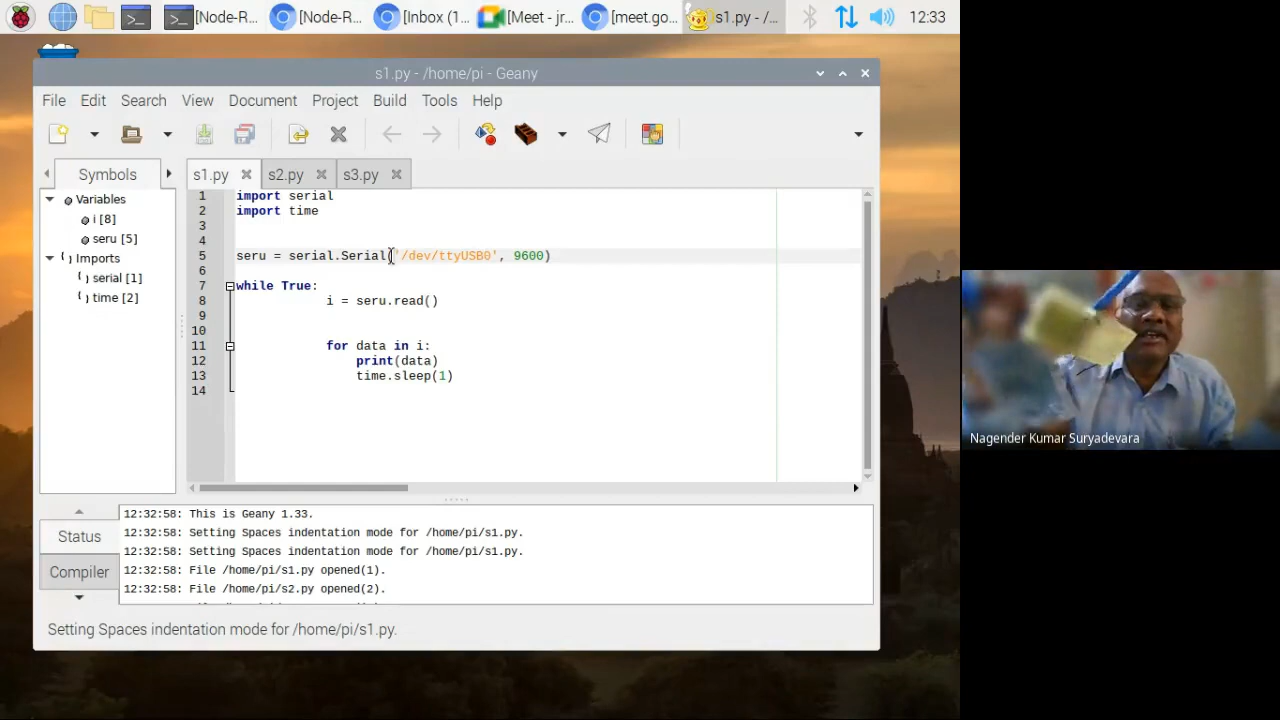 [Node-R...
[Node-R...
[Inbox (1...
[Meet - jr...
[meet.go...
s1.py - /...
12:33
s1.py - /home/pi - Geany
File Edit Search View Document Project Build Tools Help
Symbols
s1.py
s2.py
s3.py
Variables
i [8]
seru [5]
Imports
serial [1]
time [2]
1 import serial
2 import time
3
4
5 seru = serial.Serial('/dev/ttyUSB0', 9600)
6
7 while True:
8 i = seru.read()
9
10
11 for data in i:
12 print(data)
13 time.sleep(1)
14
Status
Compiler
12:32:58: This is Geany 1.33.
12:32:58: Setting Spaces indentation mode for /home/pi/s1.py.
12:32:58: Setting Spaces indentation mode for /home/pi/s1.py.
12:32:58: File /home/pi/s1.py opened(1).
12:32:58: File /home/pi/s2.py opened(2).
Setting Spaces indentation mode for /home/pi/s1.py.
Nagender Kumar Suryadevara